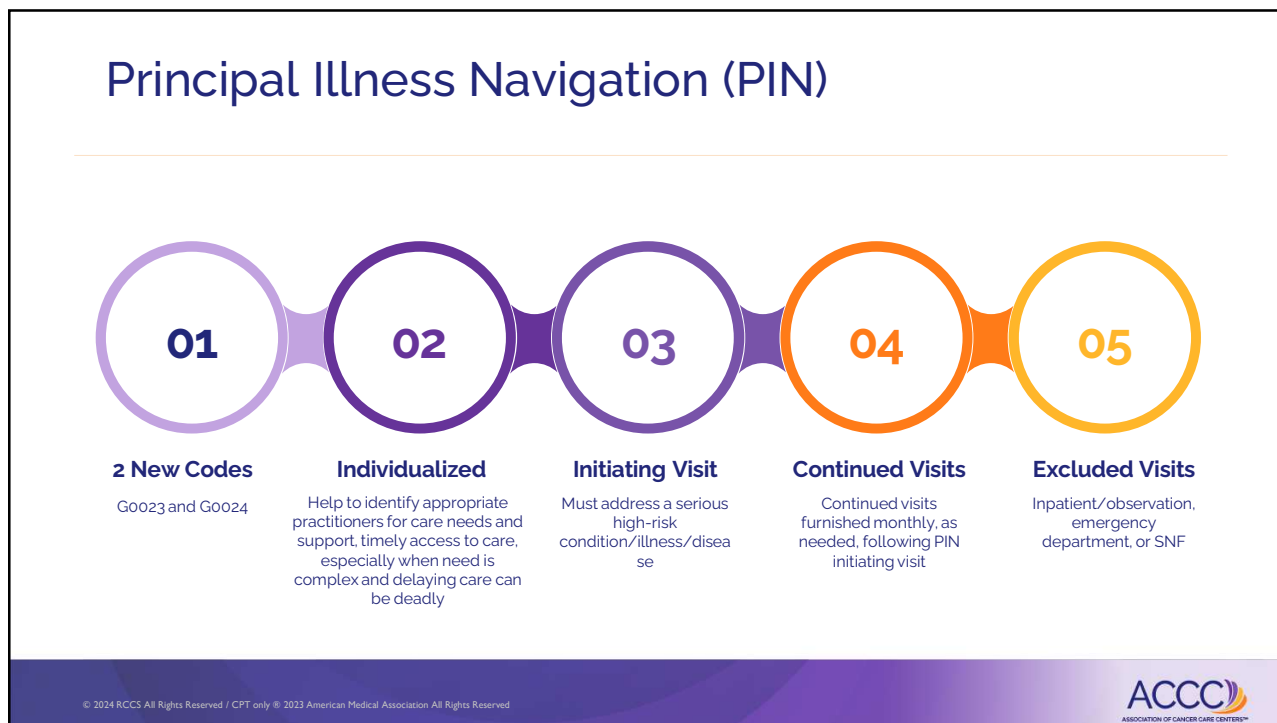 Principal Illness Navigation (PIN)
01
02
03
04
05
2 New Codes
G0023 and G0024
Individualized
Help to identify appropriate
practitioners for care needs and
support, timely access to care,
especially when need is
complex and delaying care can
be deadly
Initiating Visit
Must address a serious
high-risk
condition/illness/disea
se
Continued Visits
Continued visits
furnished monthly, as
needed, following PIN
initiating visit
Excluded Visits
Inpatient/observation,
emergency
department, or SNF
© 2024 RCCS All Rights Reserved / CPT only ® 2023 American Medical Association All Rights Reserved
ACCC
ASSOCIATION OF CANCER CARE CENTERS™